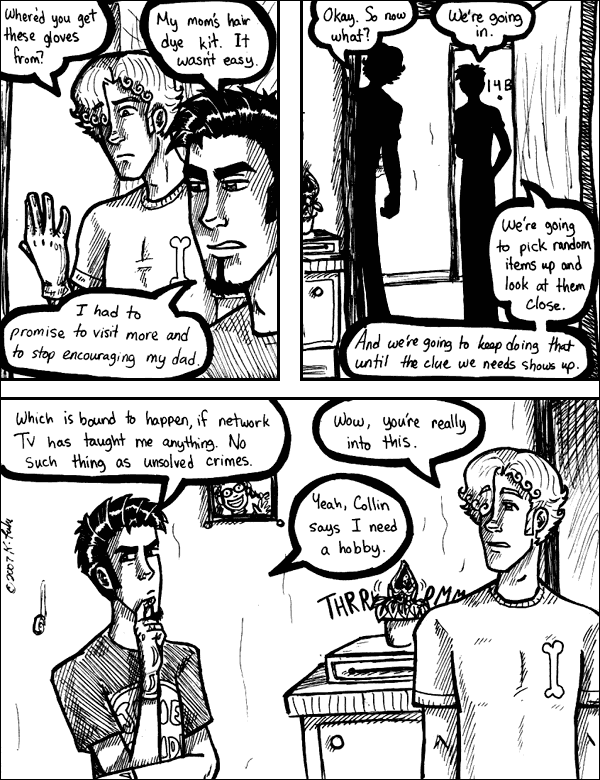 Where'd you get
these gloves
from?
My mom's hair
dye kit. It
wasn't easy.
I had to
promise to visit more and
to stop encouraging my dad.
Okay. So now
what?
We're going
in.
14B
We're going
to pick random
items up and
look at them
close.
And we're going to keep doing that
until the clue we needs shows up.
Which is bound to happen, if network
TV has taught me anything. No
such thing as unsolved crimes.
Wow, you're really
into this.
Yeah, Collin
says I need
a hobby.
©2007